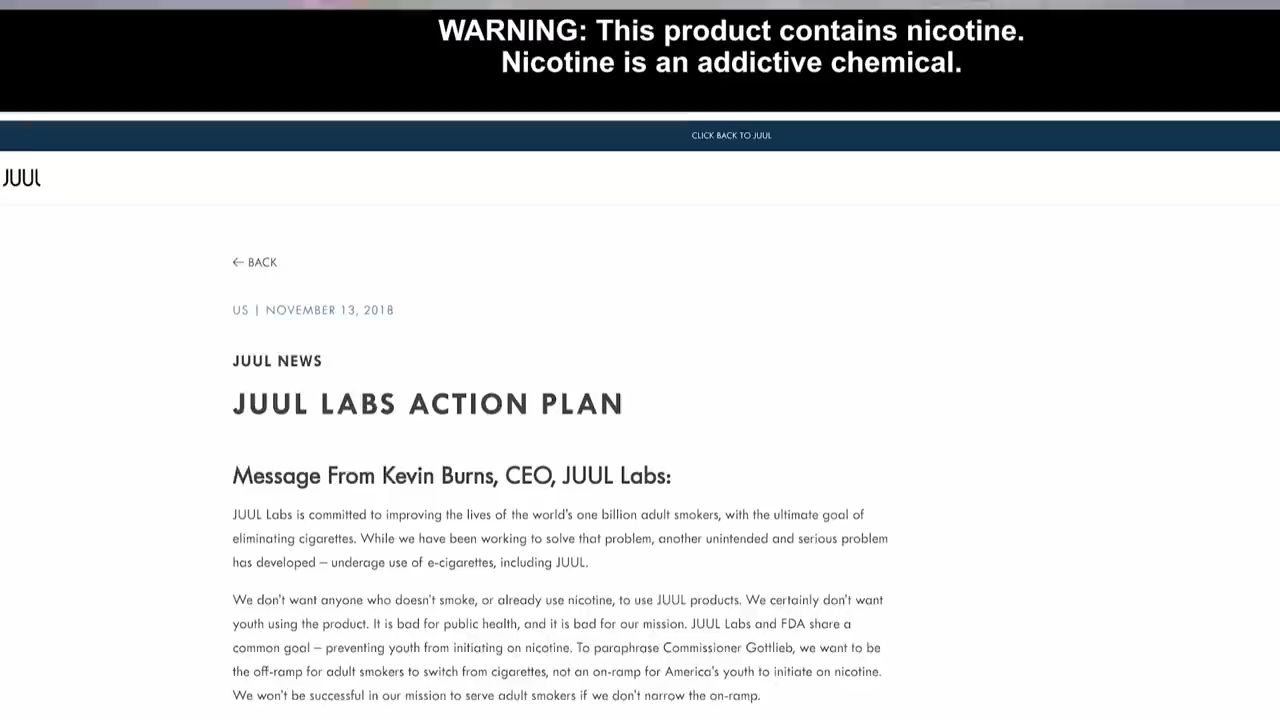 WARNING: This product contains nicotine.
Nicotine is an addictive chemical.
CLICK BACK TO JUUL
JUUL
← BACK
US | NOVEMBER 13, 2018
JUUL NEWS
JUUL LABS ACTION PLAN
Message From Kevin Burns, CEO, JUUL Labs:
JUUL Labs is committed to improving the lives of the world's one billion adult smokers, with the ultimate goal of
eliminating cigarettes. While we have been working to solve that problem, another unintended and serious problem
has developed – underage use of e-cigarettes, including JUUL.
We don't want anyone who doesn't smoke, or already use nicotine, to use JUUL products. We certainly don't want
youth using the product. It is bad for public health, and it is bad for our mission. JUUL Labs and FDA share a
common goal – preventing youth from initiating on nicotine. To paraphrase Commissioner Gottlieb, we want to be
the off-ramp for adult smokers to switch from cigarettes, not an on-ramp for America's youth to initiate on nicotine.
We won't be successful in our mission to serve adult smokers if we don't narrow the on-ramp.